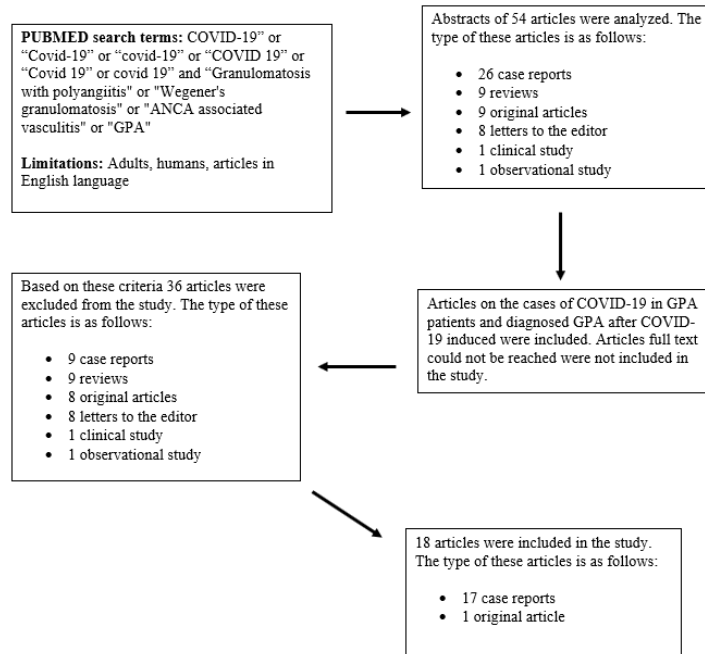 PUBMED search terms: COVID-19” or
“Covid-19” or “covid-19” or “COVID 19” or
“Covid 19” or covid 19” and “Granulomatosis
with polyangiitis" or "Wegener's
granulomatosis" or "ANCA associated
vasculitis" or "GPA"
Limitations: Adults, humans, articles in
English language
Abstracts of 54 articles were analyzed. The
type of these articles is as follows:
• 26 case reports
• 9 reviews
• 9 original articles
• 8 letters to the editor
• 1 clinical study
• 1 observational study
Articles on the cases of COVID-19 in GPA
patients and diagnosed GPA after COVID-
19 induced were included. Articles full text
could not be reached were not included in
the study.
Based on these criteria 36 articles were
excluded from the study. The type of these
articles is as follows:
• 9 case reports
• 9 reviews
• 8 original articles
• 8 letters to the editor
• 1 clinical study
• 1 observational study
18 articles were included in the study.
The type of these articles is as follows:
• 17 case reports
• 1 original article